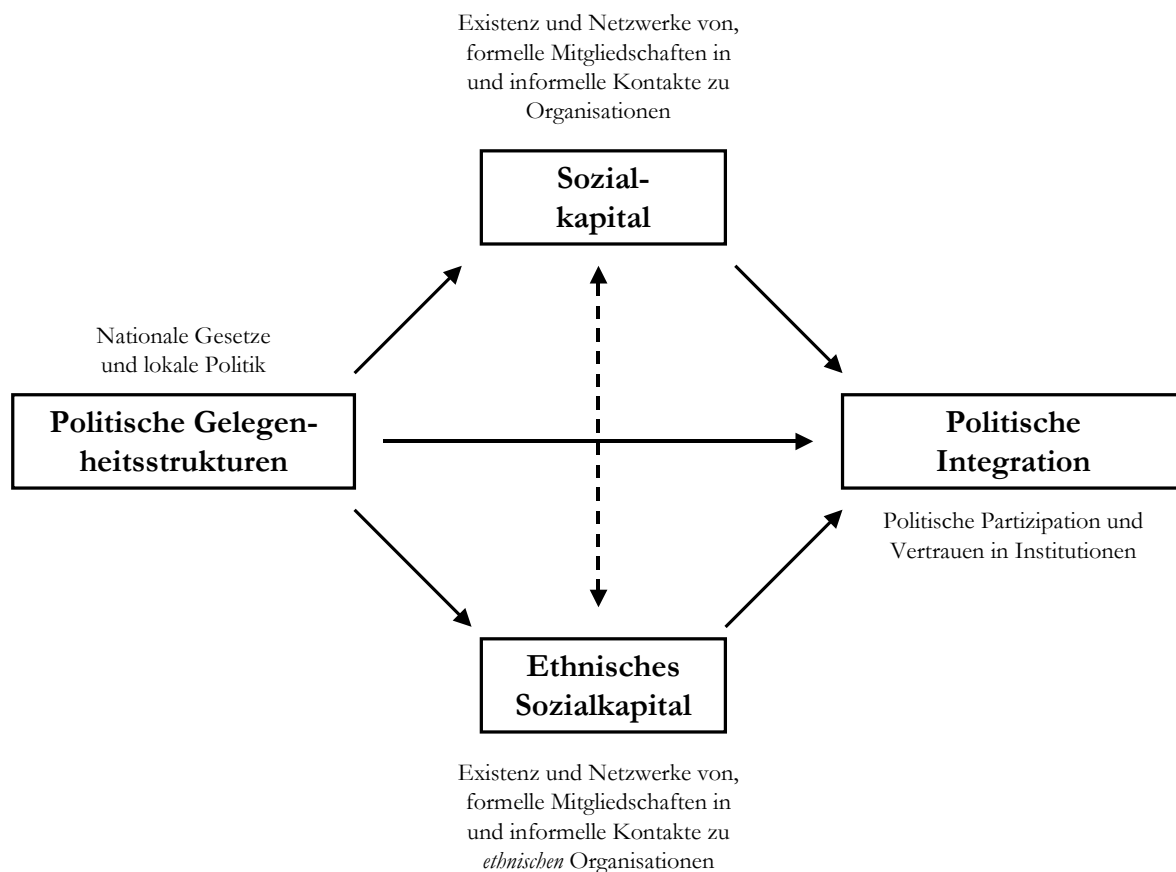 Existenz und Netzwerke von,
formelle Mitgliedschaften in
und informelle Kontakte zu
Organisationen
Sozial-
kapital
Nationale Gesetze
und lokale Politik
Politische Gelegen-
heitsstrukturen
Politische
Integration
Politische Partizipation und
Vertrauen in Institutionen
Ethnisches
Sozialkapital
Existenz und Netzwerke von,
formelle Mitgliedschaften in
und informelle Kontakte zu
ethnischen Organisationen